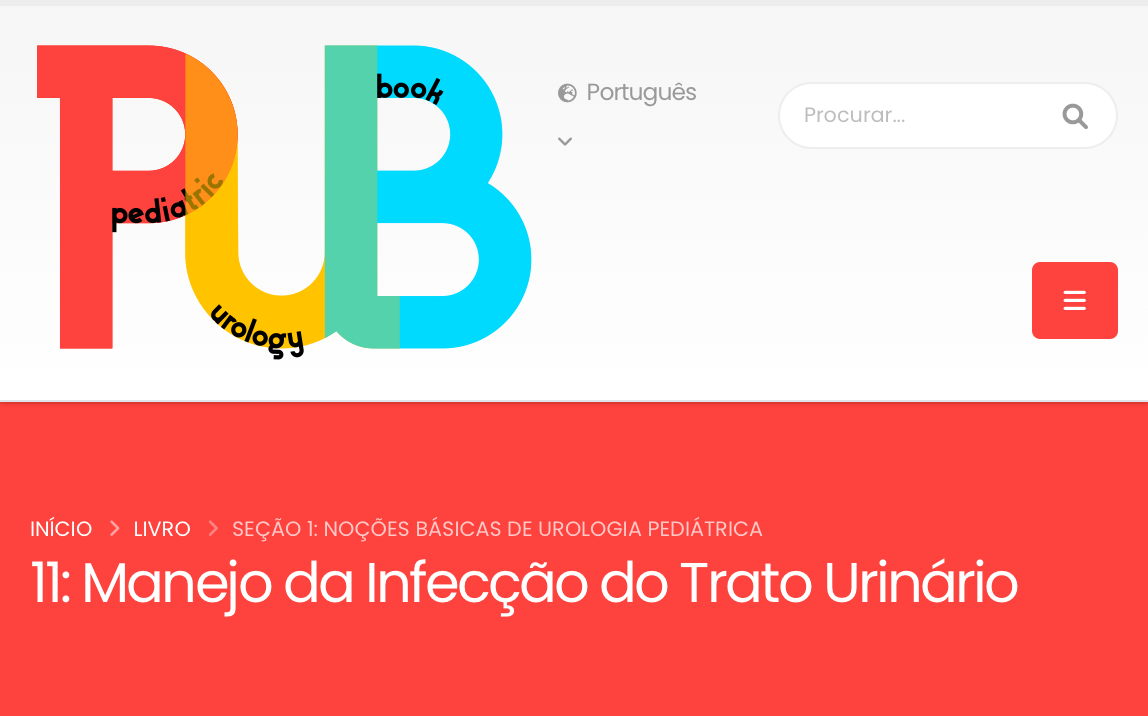 pediatric
urology
book
Português
Procurar...
INÍCIO
LIVRO
SEÇÃO 1: NOÇÕES BÁSICAS DE UROLOGIA PEDIÁTRICA
11: Manejo da Infecção do Trato Urinário